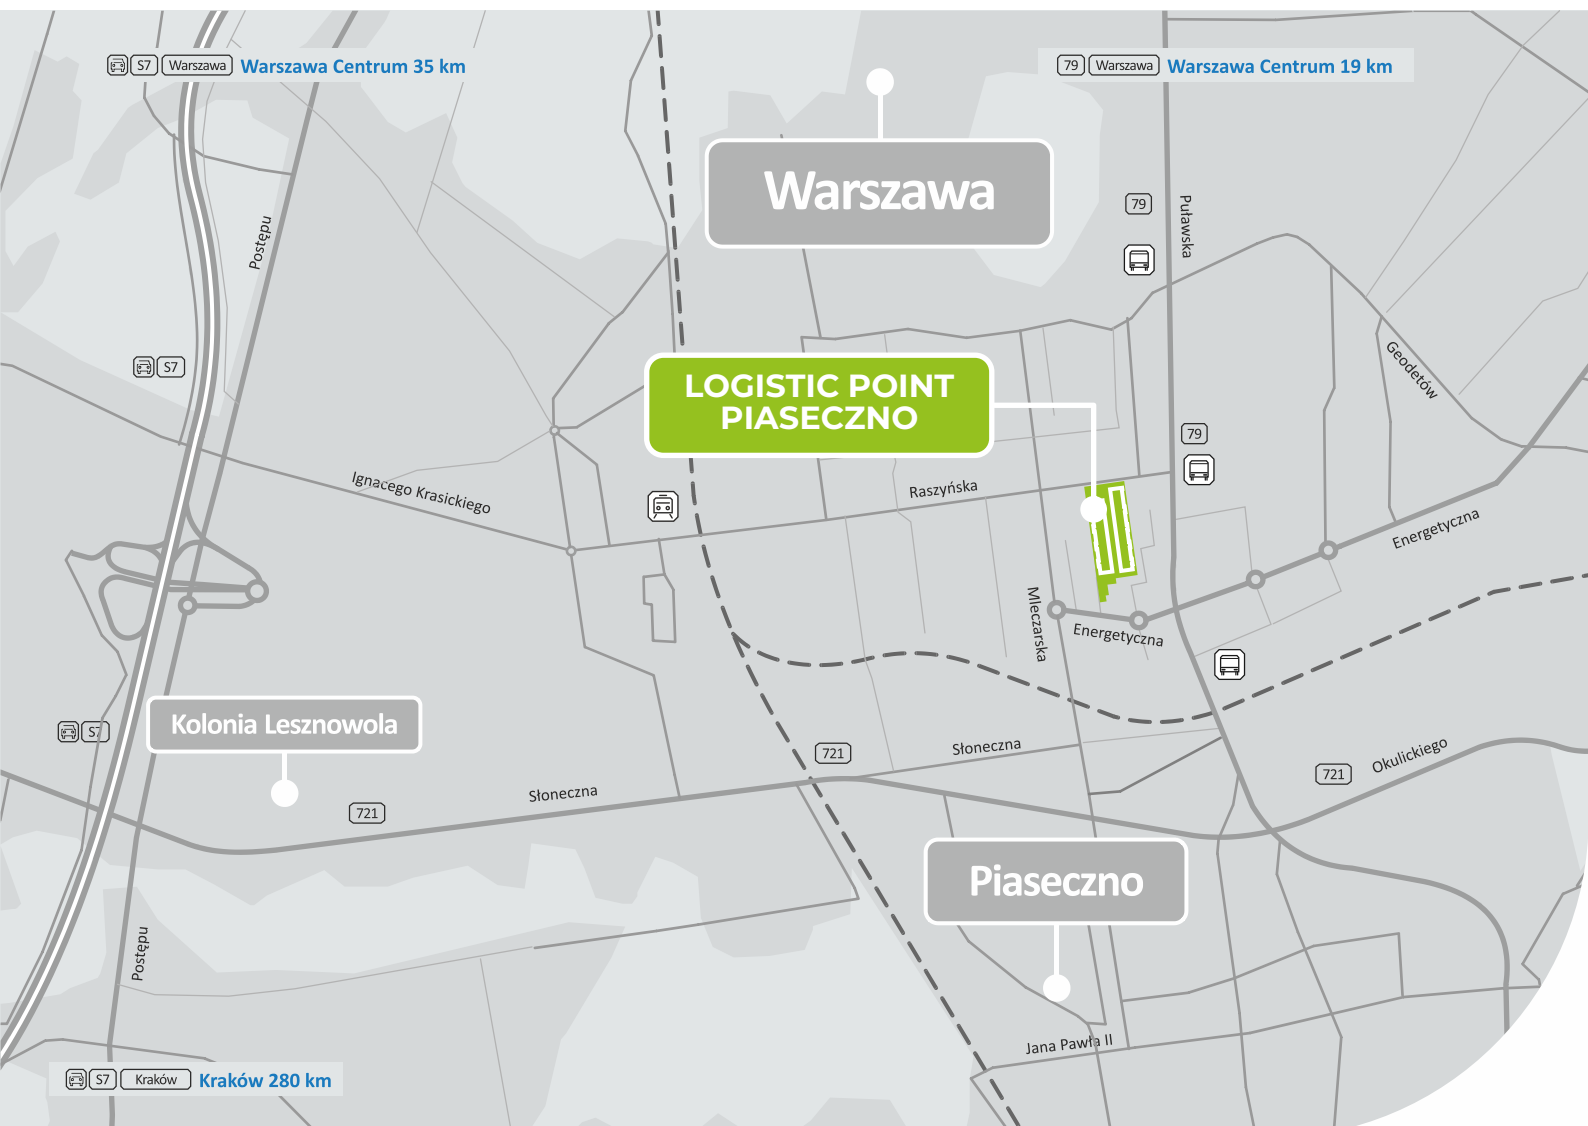 S7 Warszawa Warszawa Centrum 35 km
79 Warszawa Warszawa Centrum 19 km
Warszawa
79
Puławska
Postępu
S7
LOGISTIC POINT
PIASECZNO
Geodetów
79
Ignacego Krasickiego
Raszyńska
Energetyczna
Mleczarska
Energetyczna
Kolonia Lesznowola
S7
721
Słoneczna
Okulickiego
721
Słoneczna
721
Piaseczno
Postępu
Jana Pawła II
S7 Kraków Kraków 280 km